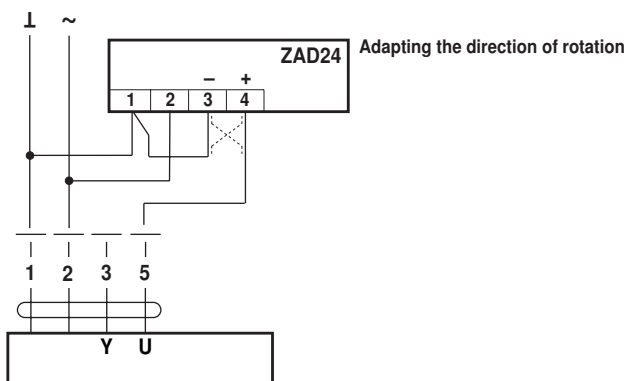 ⊥ ~
ZAD24
Adapting the direction of rotation
– +
1 2 3 4
1 2 3 5
Y U